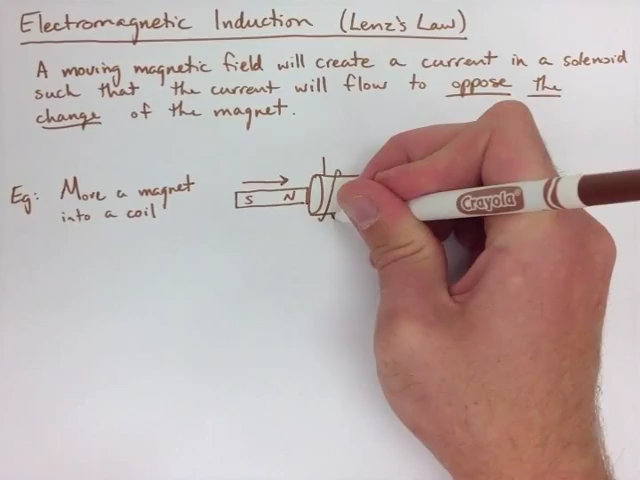 Electromagnetic Induction (Lenz's Law)
A moving magnetic field will create a current in a solenoid
such that the current will flow to oppose the
change of the magnet.
Eg: Move a magnet
into a coil
S N
Crayola